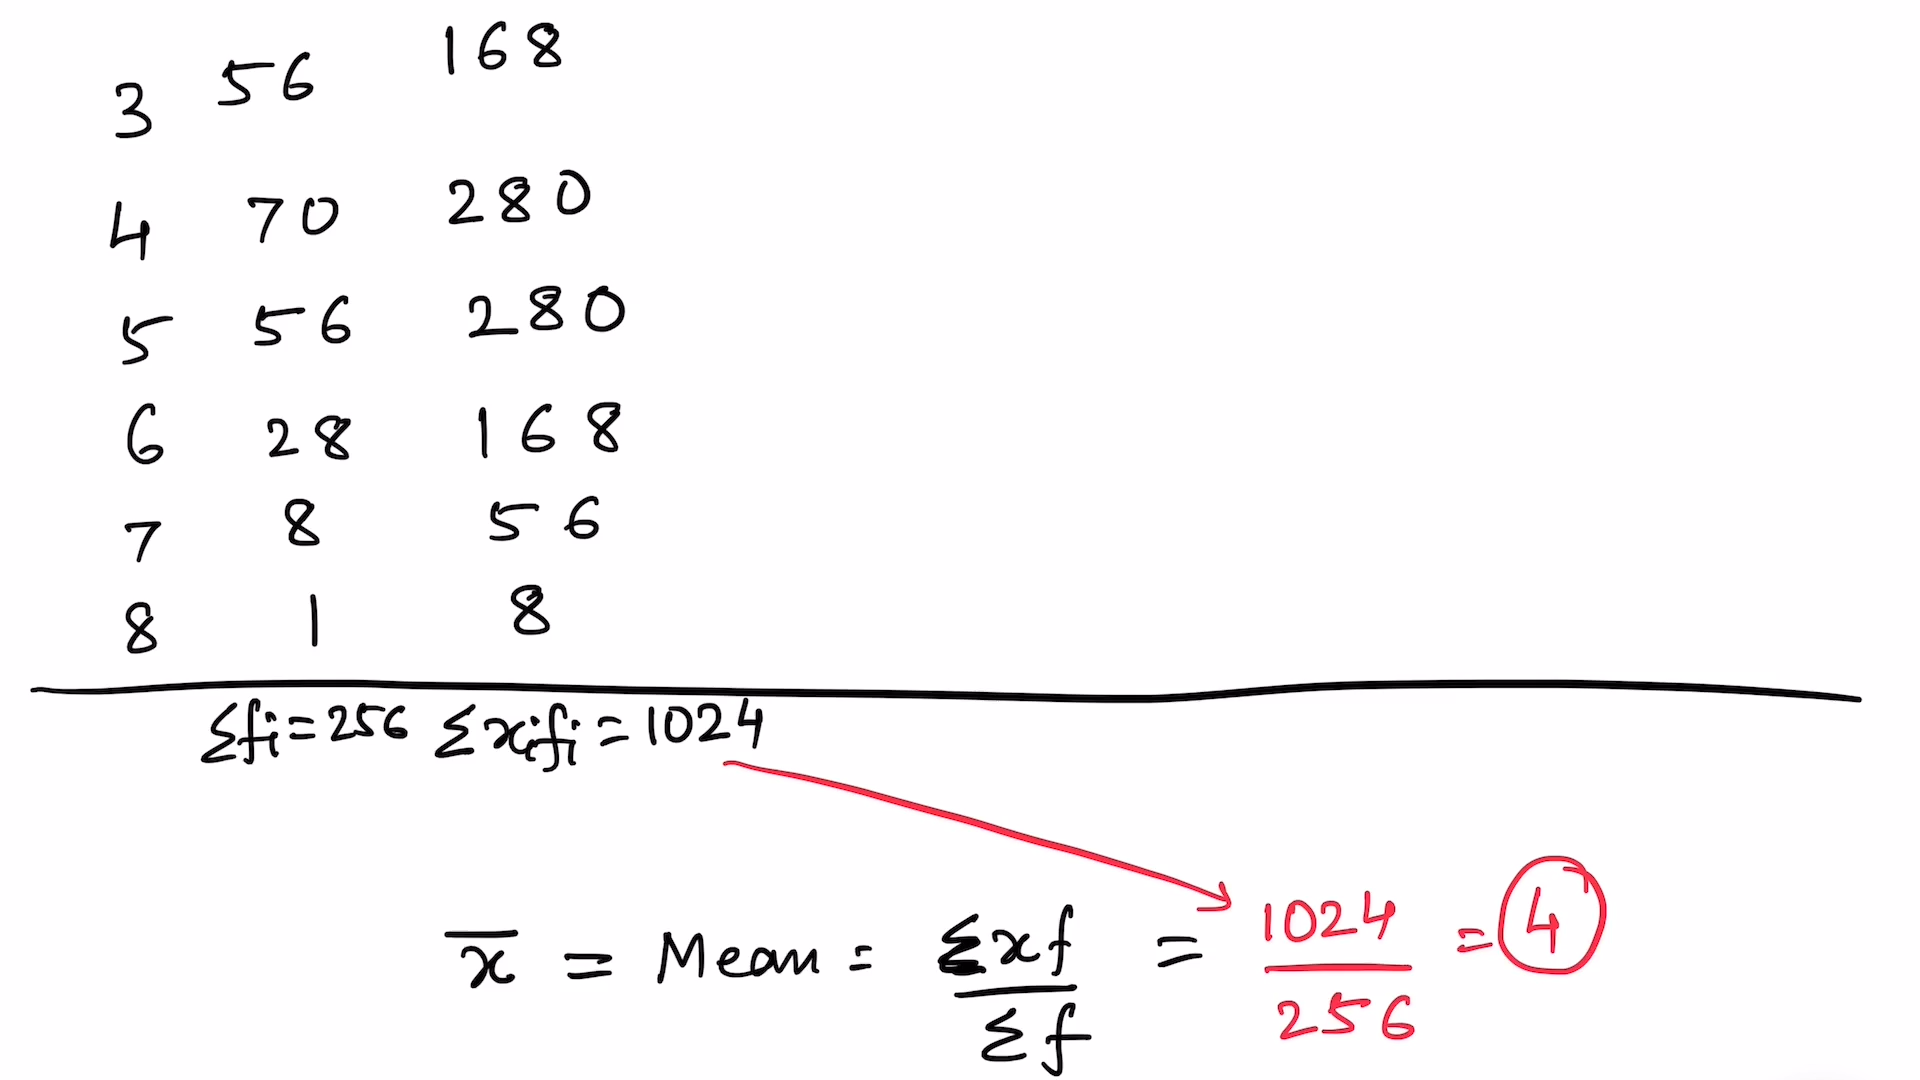 3 56 168
4 70 280
5 56 280
6 28 168
7 8 56
8 1 8
Σfi=256 Σxifi=1024
x̄ = Mean = Σxf/Σf = 1024/256 = 4